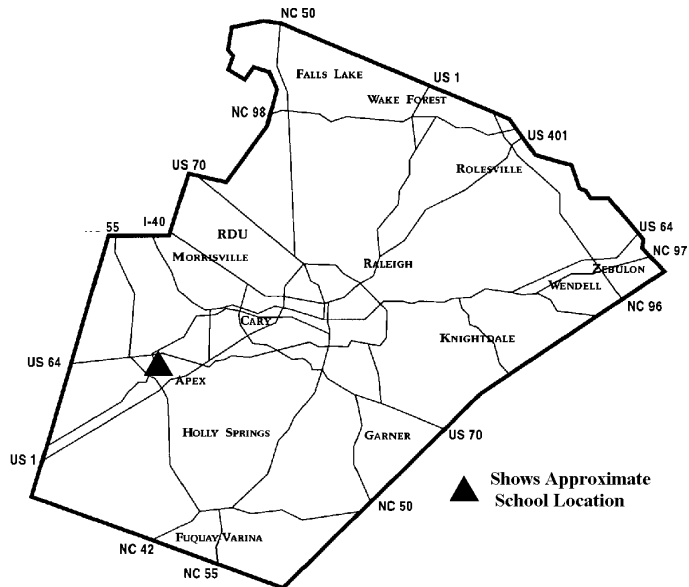 NC 50
FALLS LAKE
US 1
WAKE FOREST
NC 98
US 401
US 70
ROLESVILLE
55
I-40
RDU
US 64
MORRISVILLE
RALEIGH
NC 97
ZEBULON
WENDELL
NC 96
CARY
KNIGHTDALE
US 64
APEX
HOLLY SPRINGS
GARNER
US 70
US 1
Shows Approximate
School Location
NC 50
FUQUAY VARINA
NC 42
NC 55